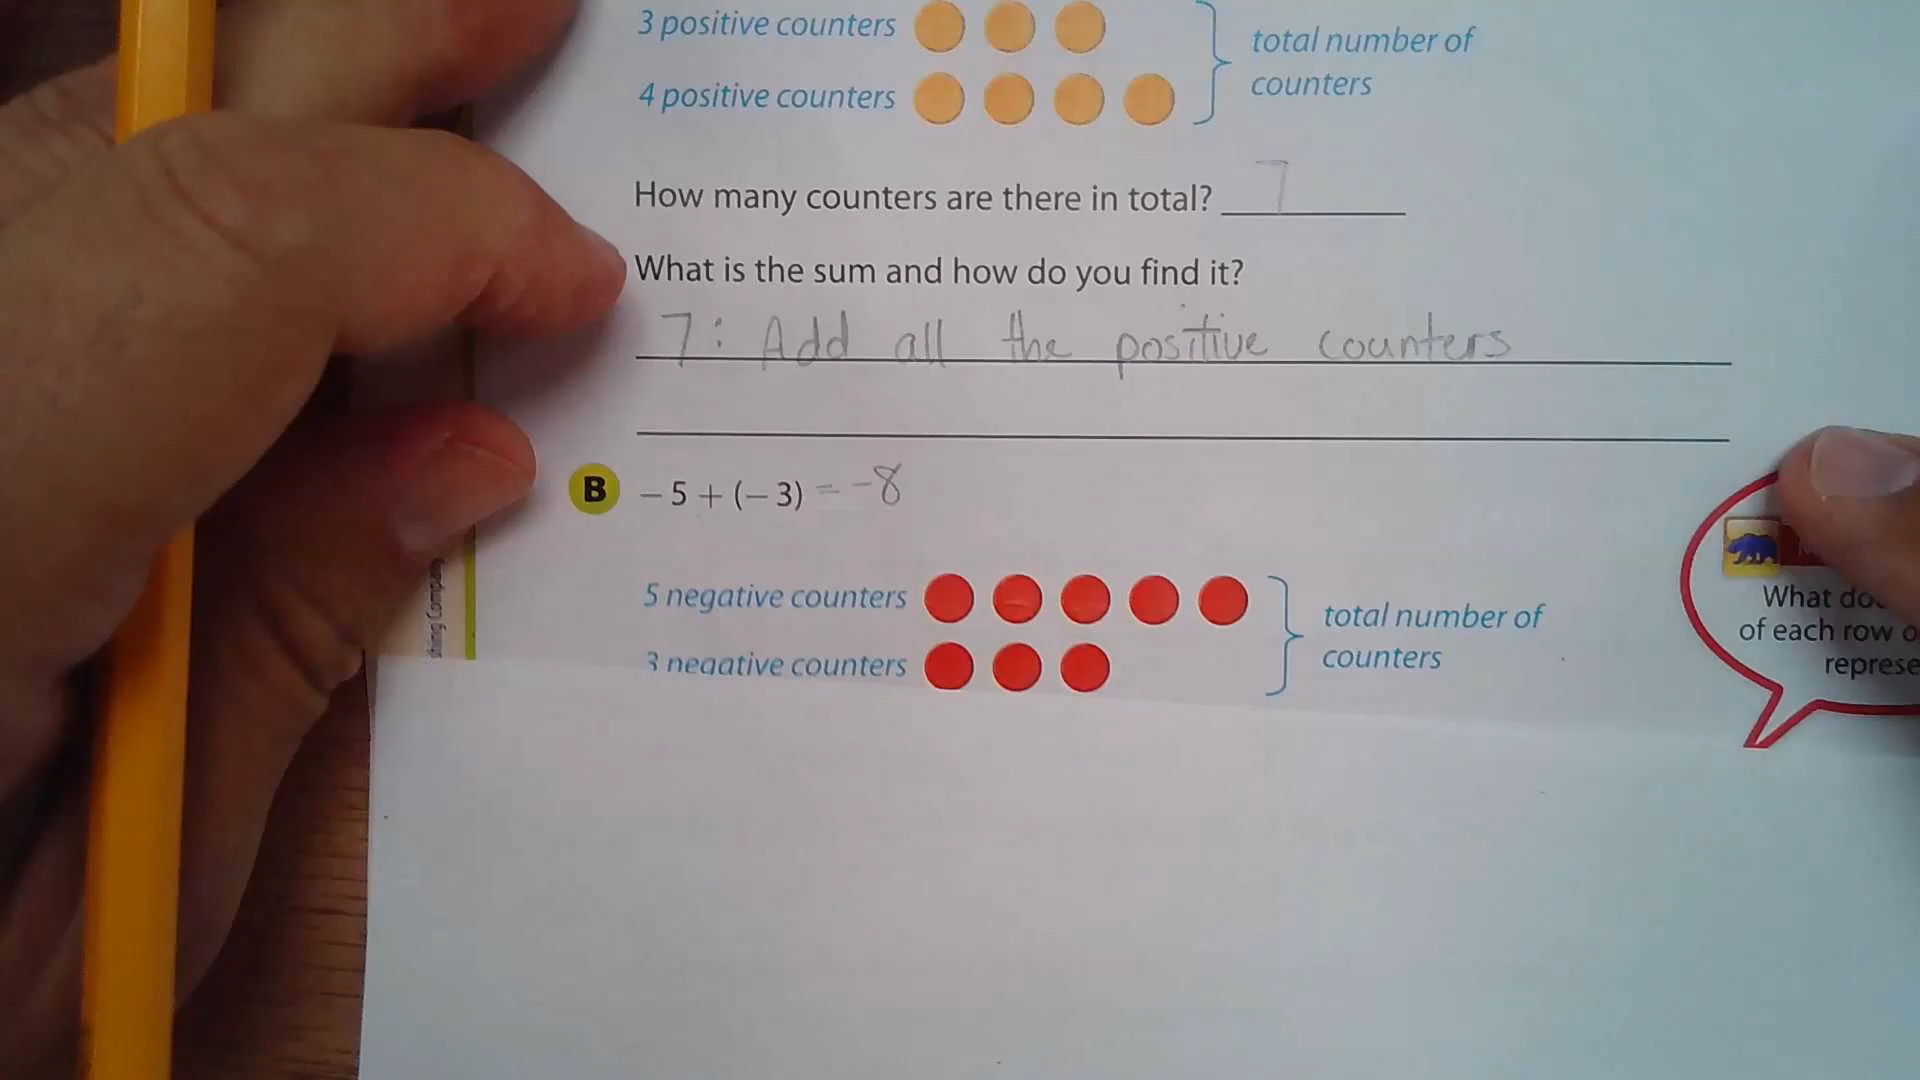 3 positive counters
total number of
counters
4 positive counters
How many counters are there in total? 7
What is the sum and how do you find it?
7: Add all the positive counters
B −5 + (−3) = -8
5 negative counters
total number of
counters
3 negative counters
What
of each row
shing Company